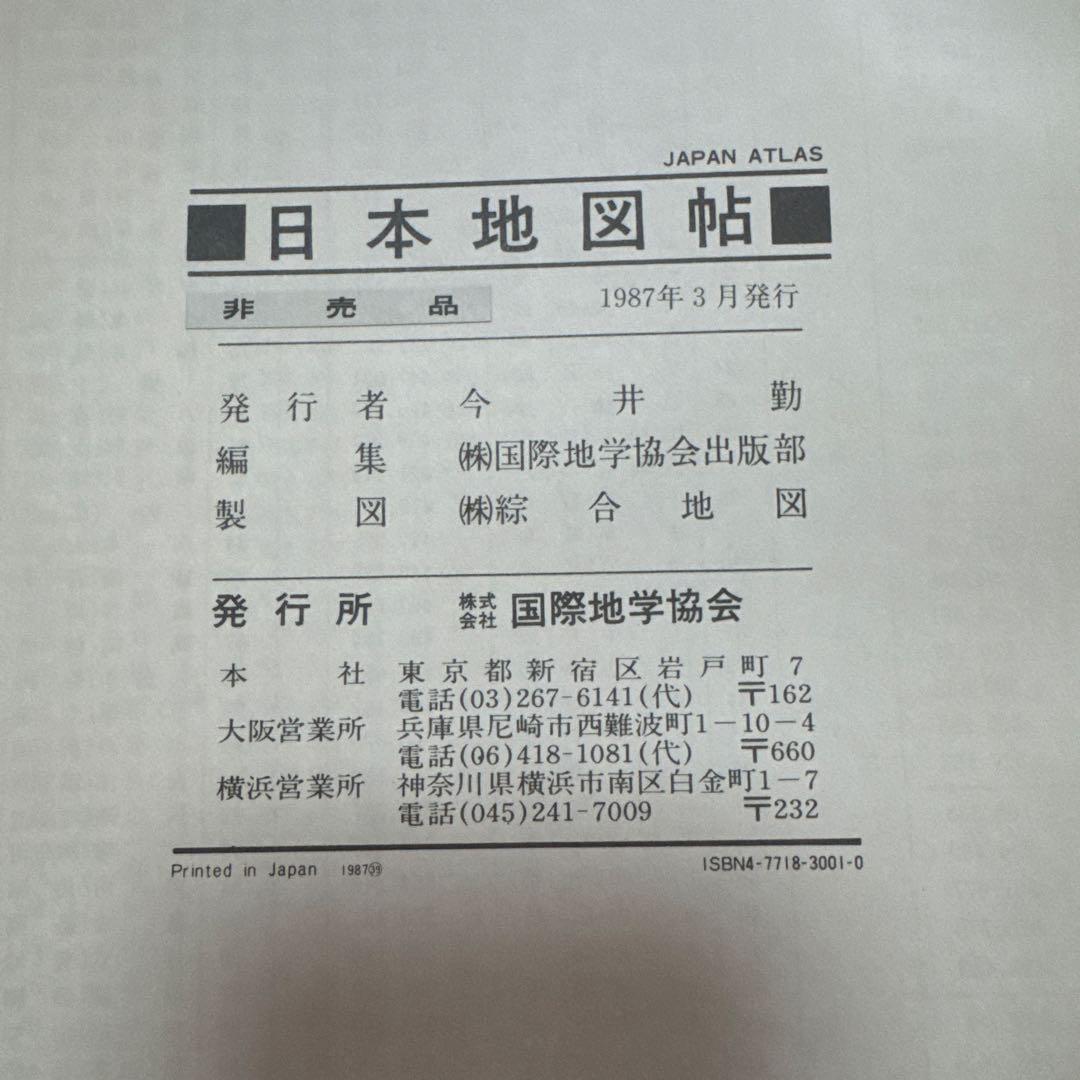 JAPAN ATLAS
■日本地図帖■
非売品
1987年3月発行
発行者 今井勤
編集 ㈱国際地学協会出版部
製図 ㈱綜合地図
発行所 株式会社 国際地学協会
本社 東京都新宿区岩戸町7
電話(03)267-6141(代) 〒162
大阪営業所 兵庫県尼崎市西難波町1-10-4
電話(06)418-1081(代) 〒660
横浜営業所 神奈川県横浜市南区白金町1-7
電話(045)241-7009 〒232
Printed in Japan 1987㊴
ISBN4-7718-3001-0